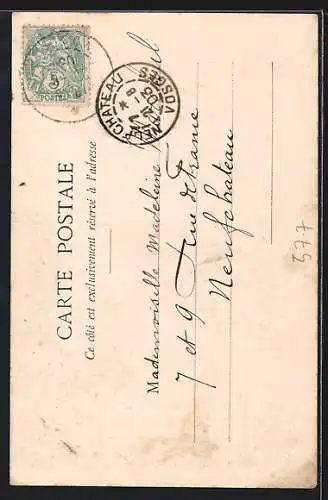 CARTE POSTALE
Ce côté est exclusivement réservé à l'adresse
NEUFCHATEAU
VOSGES
5
POSTES
Mademoiselle Madeleine
7 et 9 Rue de France
Neufchateau
577